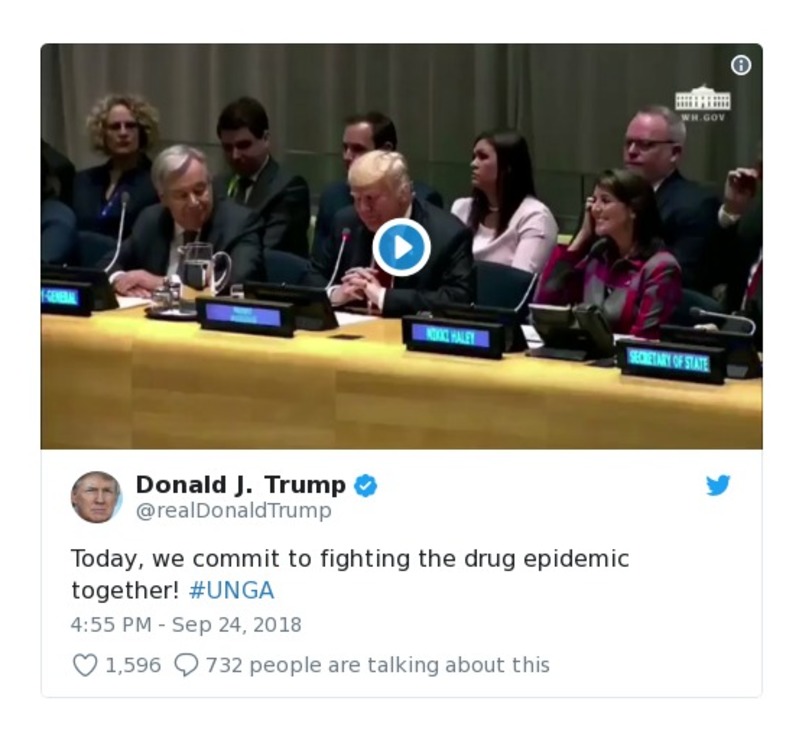 WH.GOV
Y-GENERAL
NIKKI HALEY
SECRETARY OF STATE
Donald J. Trump
@realDonaldTrump
Today, we commit to fighting the drug epidemic
together! #UNGA
4:55 PM - Sep 24, 2018
1,596 732 people are talking about this